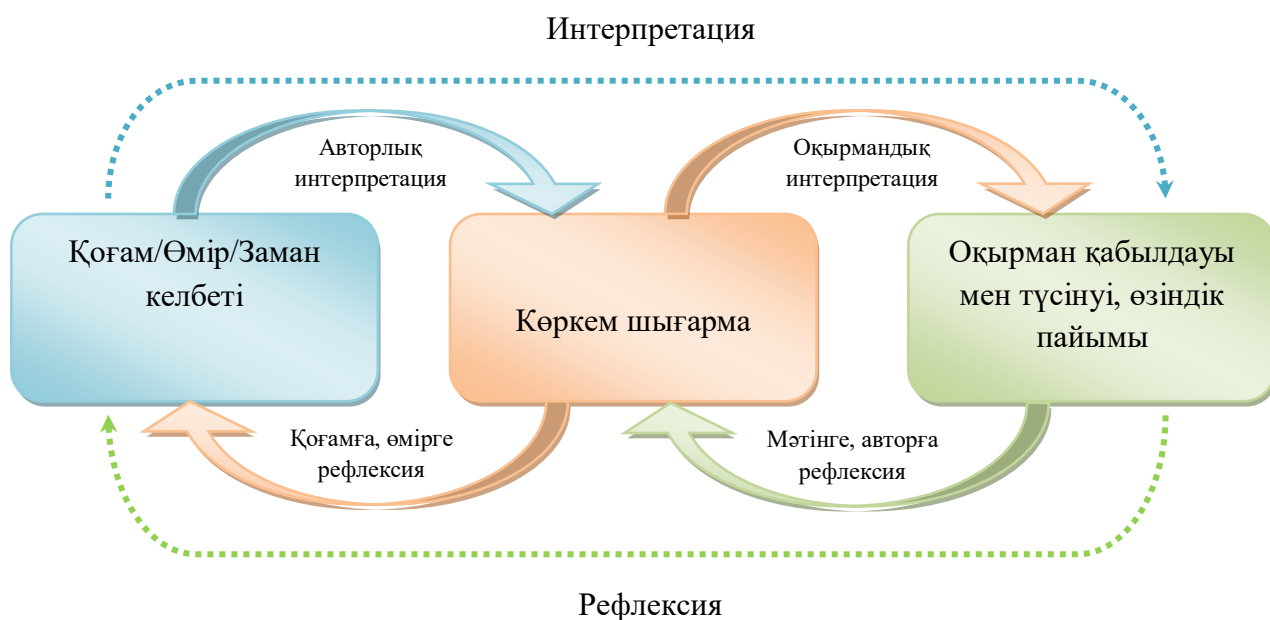 Интерпретация
Авторлық
интерпретация
Оқырмандық
интерпретация
Қоғам/Өмір/Заман
келбеті
Көркем шығарма
Оқырман қабылдауы
мен түсінуі, өзіндік
пайымы
Қоғамға, өмірге
рефлексия
Мәтінге, авторға
рефлексия
Рефлексия